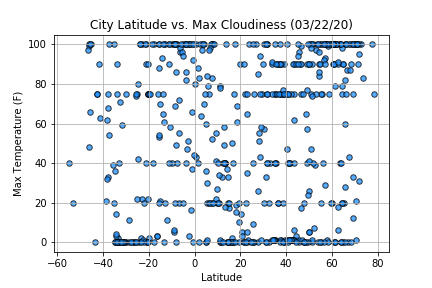 City Latitude vs. Max Cloudiness (03/22/20)
Max Temperature (F)
100
80
60
40
20
0
−60 −40 −20 0 20 40 60 80
Latitude